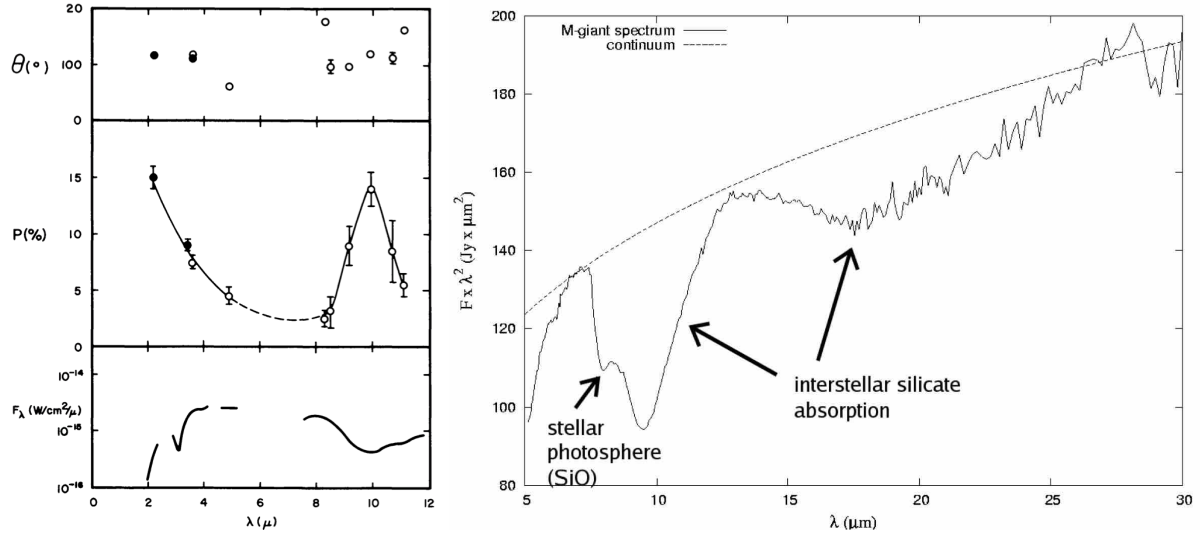 20
θ(°)
100
0
15
P(%)
10
5
0
10⁻¹⁴
Fλ (W/cm²/μ)
10⁻¹⁵
10⁻¹⁶
0 2 4 6 8 10 12
λ(μ)
M-giant spectrum
continuum
200
180
160
140
120
100
80
F x λ² (Jy x μm²)
interstellar silicate
absorption
stellar
photosphere
(SiO)
5 10 15 20 25 30
λ (μm)